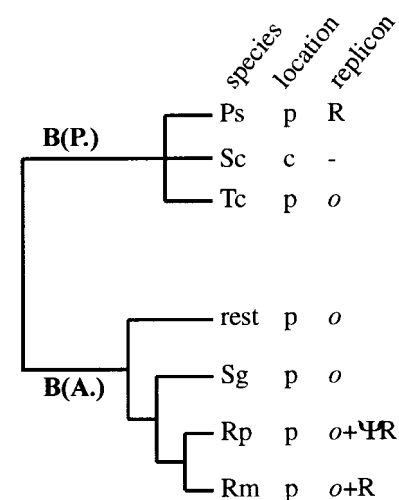 species location replicon
Ps p R
B(P.)
Sc c -
Tc p o
rest p o
B(A.)
Sg p o
Rp p o+ΨR
Rm p o+R